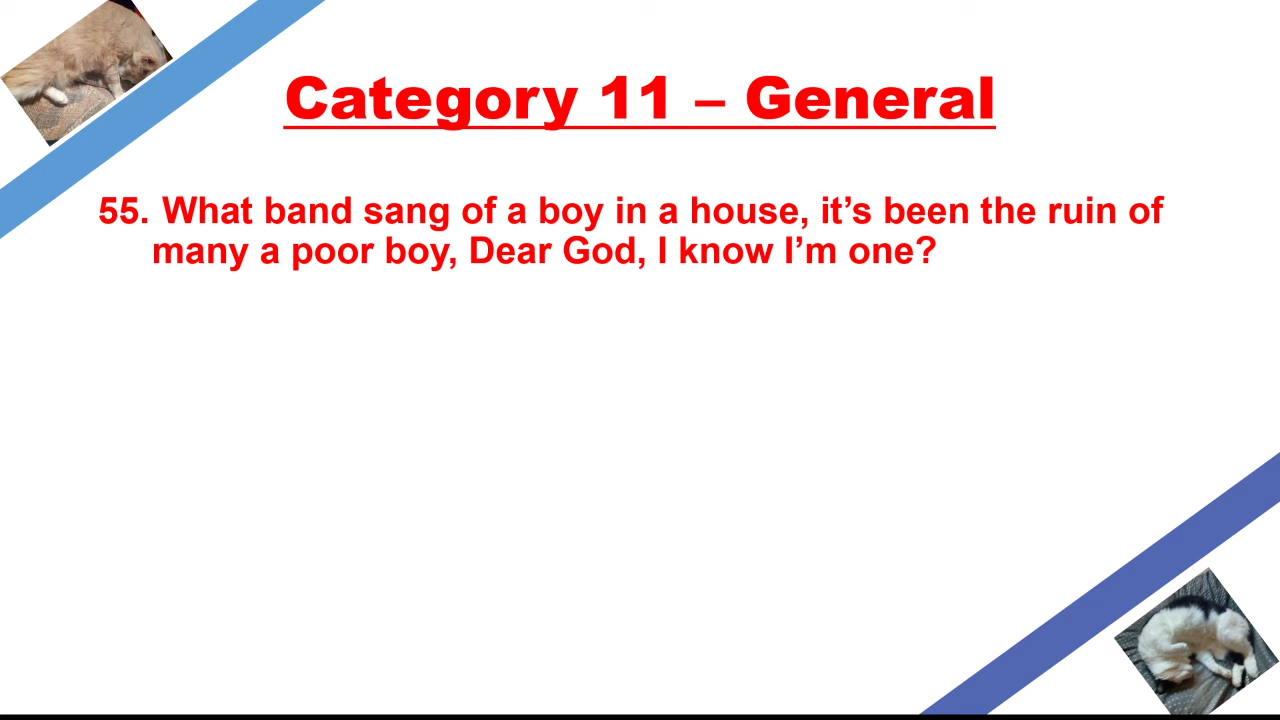 Category 11 – General
55. What band sang of a boy in a house, it’s been the ruin of
many a poor boy, Dear God, I know I’m one?